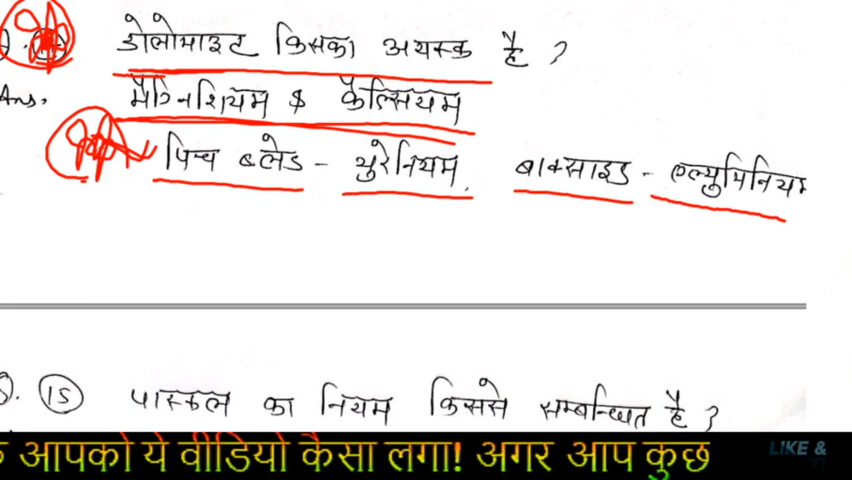 डोलोमाइट किसका अयस्क है ?
Ans. मैग्निशियम $ कैल्सियम
पिच ब्लेड - युरेनियम, बाक्साइड - एल्युमिनियम
Q. 15 पास्कल का नियम किससे सम्बन्धित है ?
आपको ये वीडियो कैसा लगा! अगर आप कुछ
LIKE &